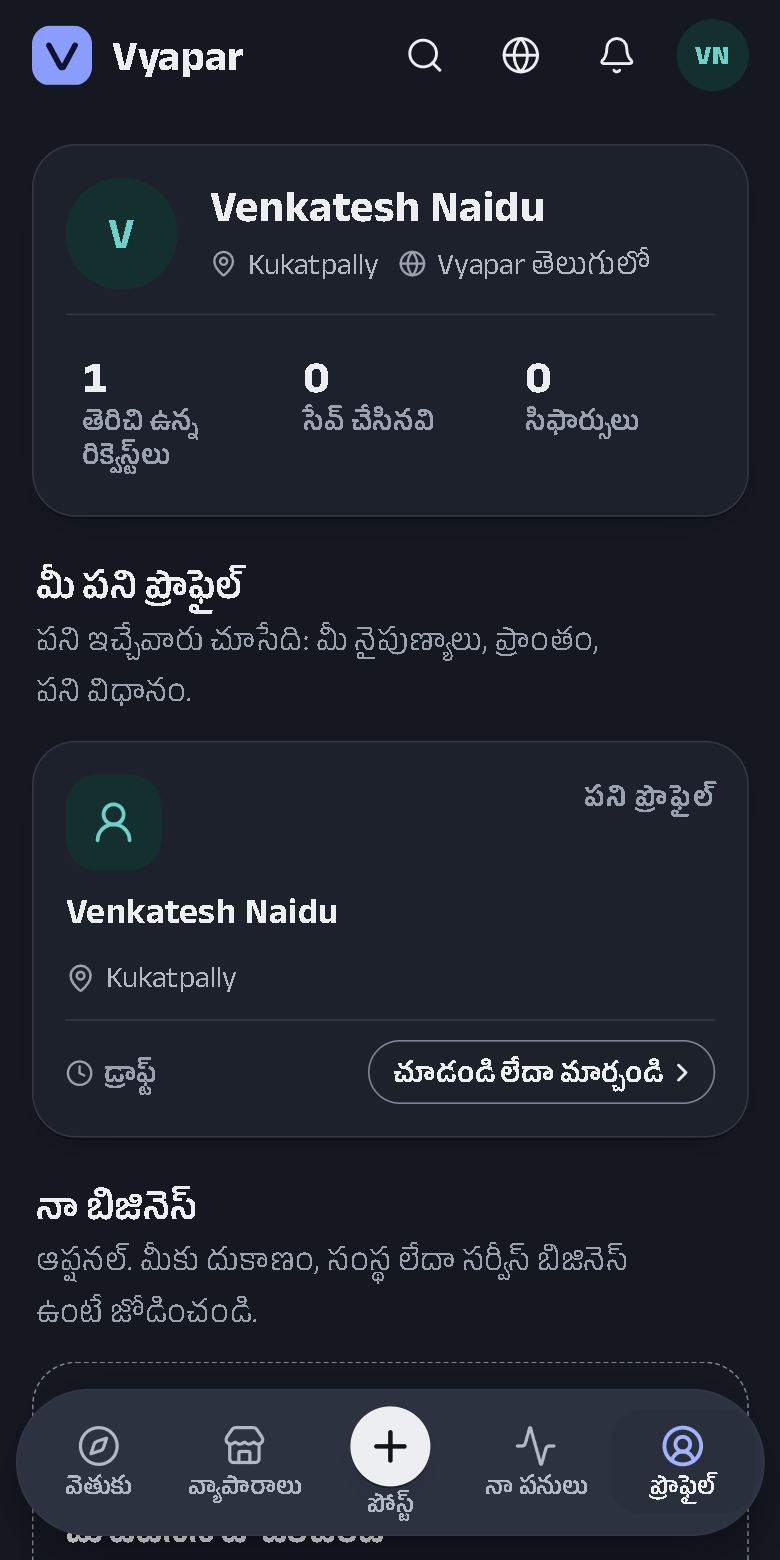 Vyapar
VN
V
Venkatesh Naidu
Kukatpally Vyapar తెలుగులో
1
తెరిచి ఉన్న
రిక్వెస్ట్‌లు
0
సేవ్ చేసినవి
0
సిఫార్సులు
మీ పని ప్రొఫైల్
పని ఇచ్చేవారు చూసేది: మీ నైపుణ్యాలు, ప్రాంతం,
పని విధానం.
పని ప్రొఫైల్
Venkatesh Naidu
Kukatpally
డ్రాఫ్ట్
చూడండి లేదా మార్చండి
నా బిజినెస్
ఆప్షనల్. మీకు దుకాణం, సంస్థ లేదా సర్వీస్ బిజినెస్
ఉంటే జోడించండి.
వెతుకు
వ్యాపారాలు
పోస్ట్
నా పనులు
ప్రొఫైల్